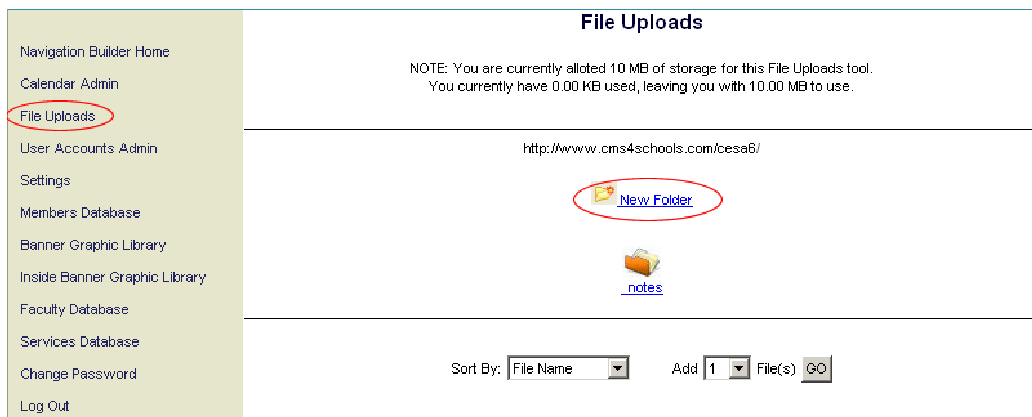 Navigation Builder Home
Calendar Admin
File Uploads
User Accounts Admin
Settings
Members Database
Banner Graphic Library
Inside Banner Graphic Library
Faculty Database
Services Database
Change Password
Log Out
File Uploads
NOTE: You are currently alloted 10 MB of storage for this File Uploads tool.
You currently have 0.00 KB used, leaving you with 10.00 MB to use.
http://www.cms4schools.com/cesa6/
New Folder
_notes
Sort By: File Name Add 1 File(s) GO